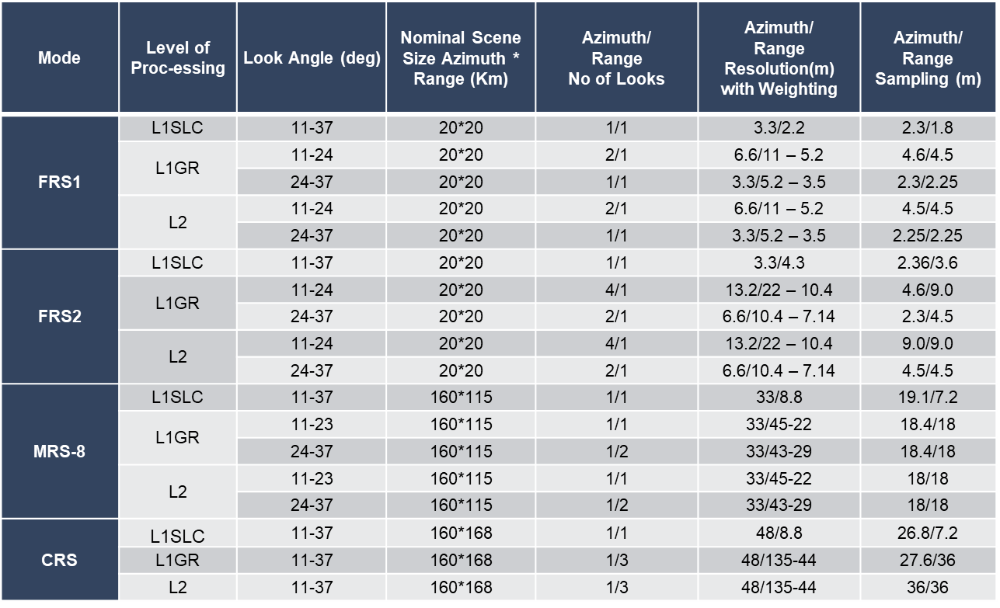 Mode Level of Proc-essing Look Angle (deg) Nominal Scene Size Azimuth * Range (Km) Azimuth/ Range No of Looks Azimuth/ Range Resolution(m) with Weighting Azimuth/ Range Sampling (m)
FRS1 L1SLC 11-37 20*20 1/1 3.3/2.2 2.3/1.8
L1GR 11-24 20*20 2/1 6.6/11 – 5.2 4.6/4.5
24-37 20*20 1/1 3.3/5.2 – 3.5 2.3/2.25
L2 11-24 20*20 2/1 6.6/11 – 5.2 4.5/4.5
24-37 20*20 1/1 3.3/5.2 – 3.5 2.25/2.25
FRS2 L1SLC 11-37 20*20 1/1 3.3/4.3 2.36/3.6
L1GR 11-24 20*20 4/1 13.2/22 – 10.4 4.6/9.0
24-37 20*20 2/1 6.6/10.4 – 7.14 2.3/4.5
L2 11-24 20*20 4/1 13.2/22 – 10.4 9.0/9.0
24-37 20*20 2/1 6.6/10.4 – 7.14 4.5/4.5
MRS-8 L1SLC 11-37 160*115 1/1 33/8.8 19.1/7.2
L1GR 11-23 160*115 1/1 33/45-22 18.4/18
24-37 160*115 1/2 33/43-29 18.4/18
L2 11-23 160*115 1/1 33/45-22 18/18
24-37 160*115 1/2 33/43-29 18/18
CRS L1SLC 11-37 160*168 1/1 48/8.8 26.8/7.2
L1GR 11-37 160*168 1/3 48/135-44 27.6/36
L2 11-37 160*168 1/3 48/135-44 36/36